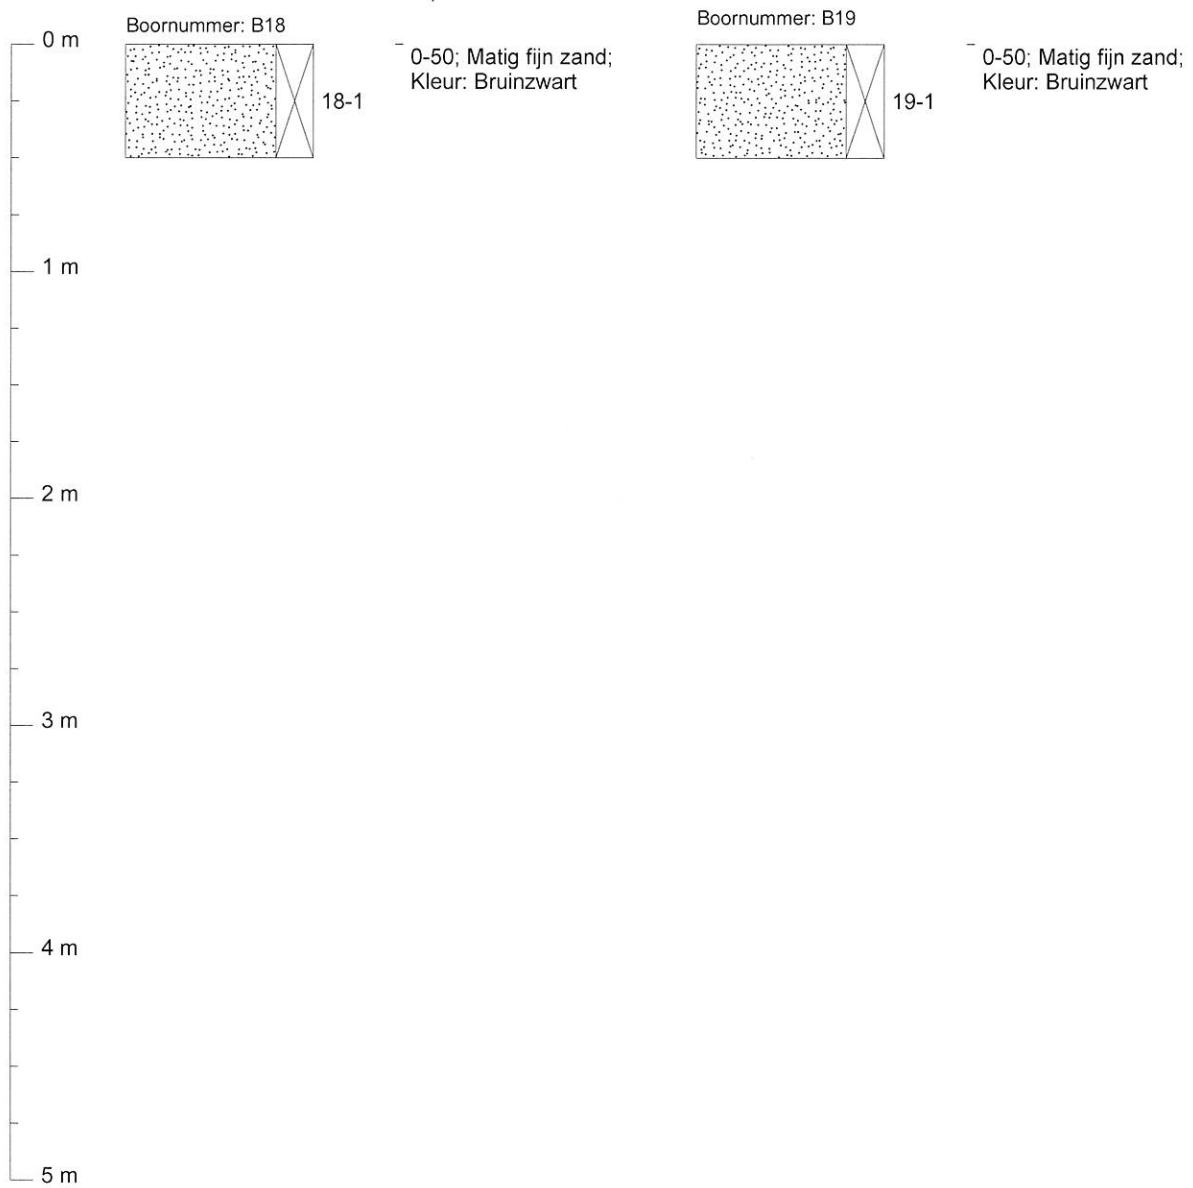 Boornummer: B18
0-50; Matig fijn zand;
Kleur: Bruinzwart
18-1
Boornummer: B19
0-50; Matig fijn zand;
Kleur: Bruinzwart
19-1
0 m
1 m
2 m
3 m
4 m
5 m